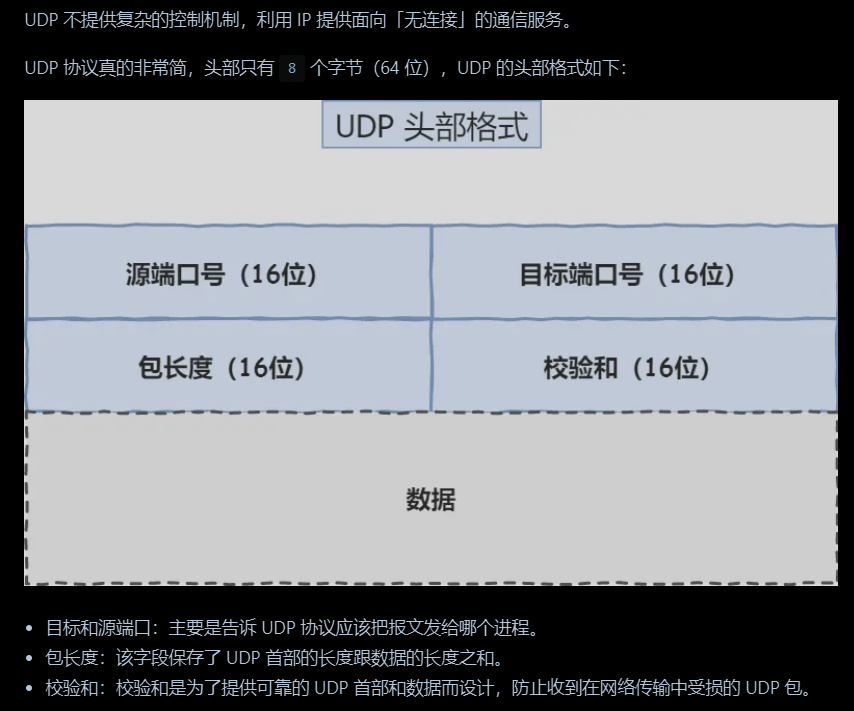 UDP 不提供复杂的控制机制，利用 IP 提供面向「无连接」的通信服务。
UDP 协议真的非常简，头部只有 8 个字节（64 位），UDP 的头部格式如下：
UDP 头部格式
源端口号（16位）
目标端口号（16位）
包长度（16位）
校验和（16位）
数据
• 目标和源端口：主要是告诉 UDP 协议应该把报文发给哪个进程。
• 包长度：该字段保存了 UDP 首部的长度跟数据的长度之和。
• 校验和：校验和是为了提供可靠的 UDP 首部和数据而设计，防止收到在网络传输中受损的 UDP 包。